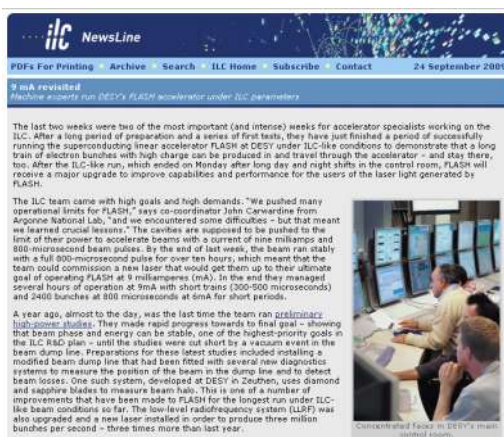 ilc NewsLine
PDFs For Printing Archive Search ILC Home Subscribe Contact 24 September 2009
9 mA revisited
Machine experts run DESY's FLASH accelerator under ILC parameters
The last two weeks were two of the most important (and intense) weeks for accelerator specialists working on the
ILC. After a long period of preparation and a series of first tests, they have just finished a period of successfully
running the superconducting linear accelerator FLASH at DESY under ILC-like conditions to demonstrate that a long
train of electron bunches with high charge can be produced in and travel through the accelerator – and stay there,
too. After the ILC-like run, which ended on Monday after long day and night shifts in the control room, FLASH will
receive a major upgrade to improve capabilities and performance for the users of the laser light generated by
FLASH.
The ILC team came with high goals and high demands. "We pushed many
operational limits for FLASH," says co-coordinator John Carwardine from
Argonne National Lab, "and we encountered some difficulties – but that meant
we learned crucial lessons." The cavities are supposed to be pushed to the
limit of their power to accelerate beams with a current of nine milliamps and
800-microsecond beam pulses. By the end of last week, the beam ran stably
with a full 800-microsecond pulse for over ten hours, which meant that the
team could commission a new laser that would get them up to their ultimate
goal of operating FLASH at 9 milliamperes (mA). In the end they managed
several hours of operation at 9mA with short trains (300-500 microseconds)
and 2400 bunches at 800 microseconds at 6mA for short periods.
A year ago, almost to the day, was the last time the team ran preliminary
high-power studies. They made rapid progress towards to final goal – showing
that beam phase and energy can be stable, one of the highest-priority goals in
the ILC R&D plan – until the studies were cut short by a vacuum event in the
beam dump line. Preparations for these latest studies included installing a
modified beam dump line that had been fitted with several new diagnostics
systems to measure the position of the beam in the dump line and to detect
beam losses. One such system, developed at DESY in Zeuthen, uses diamond
and sapphire blades to measure beam halo. This is one of a number of
improvements that have been made to FLASH for the longest run under ILC-
like beam conditions so far. The low-level radiofrequency system (LLRF) was
also upgraded and a new laser installed in order to produce three million
bunches per second – three times more than last year.
Concentrated faces in DESY's main
control room.